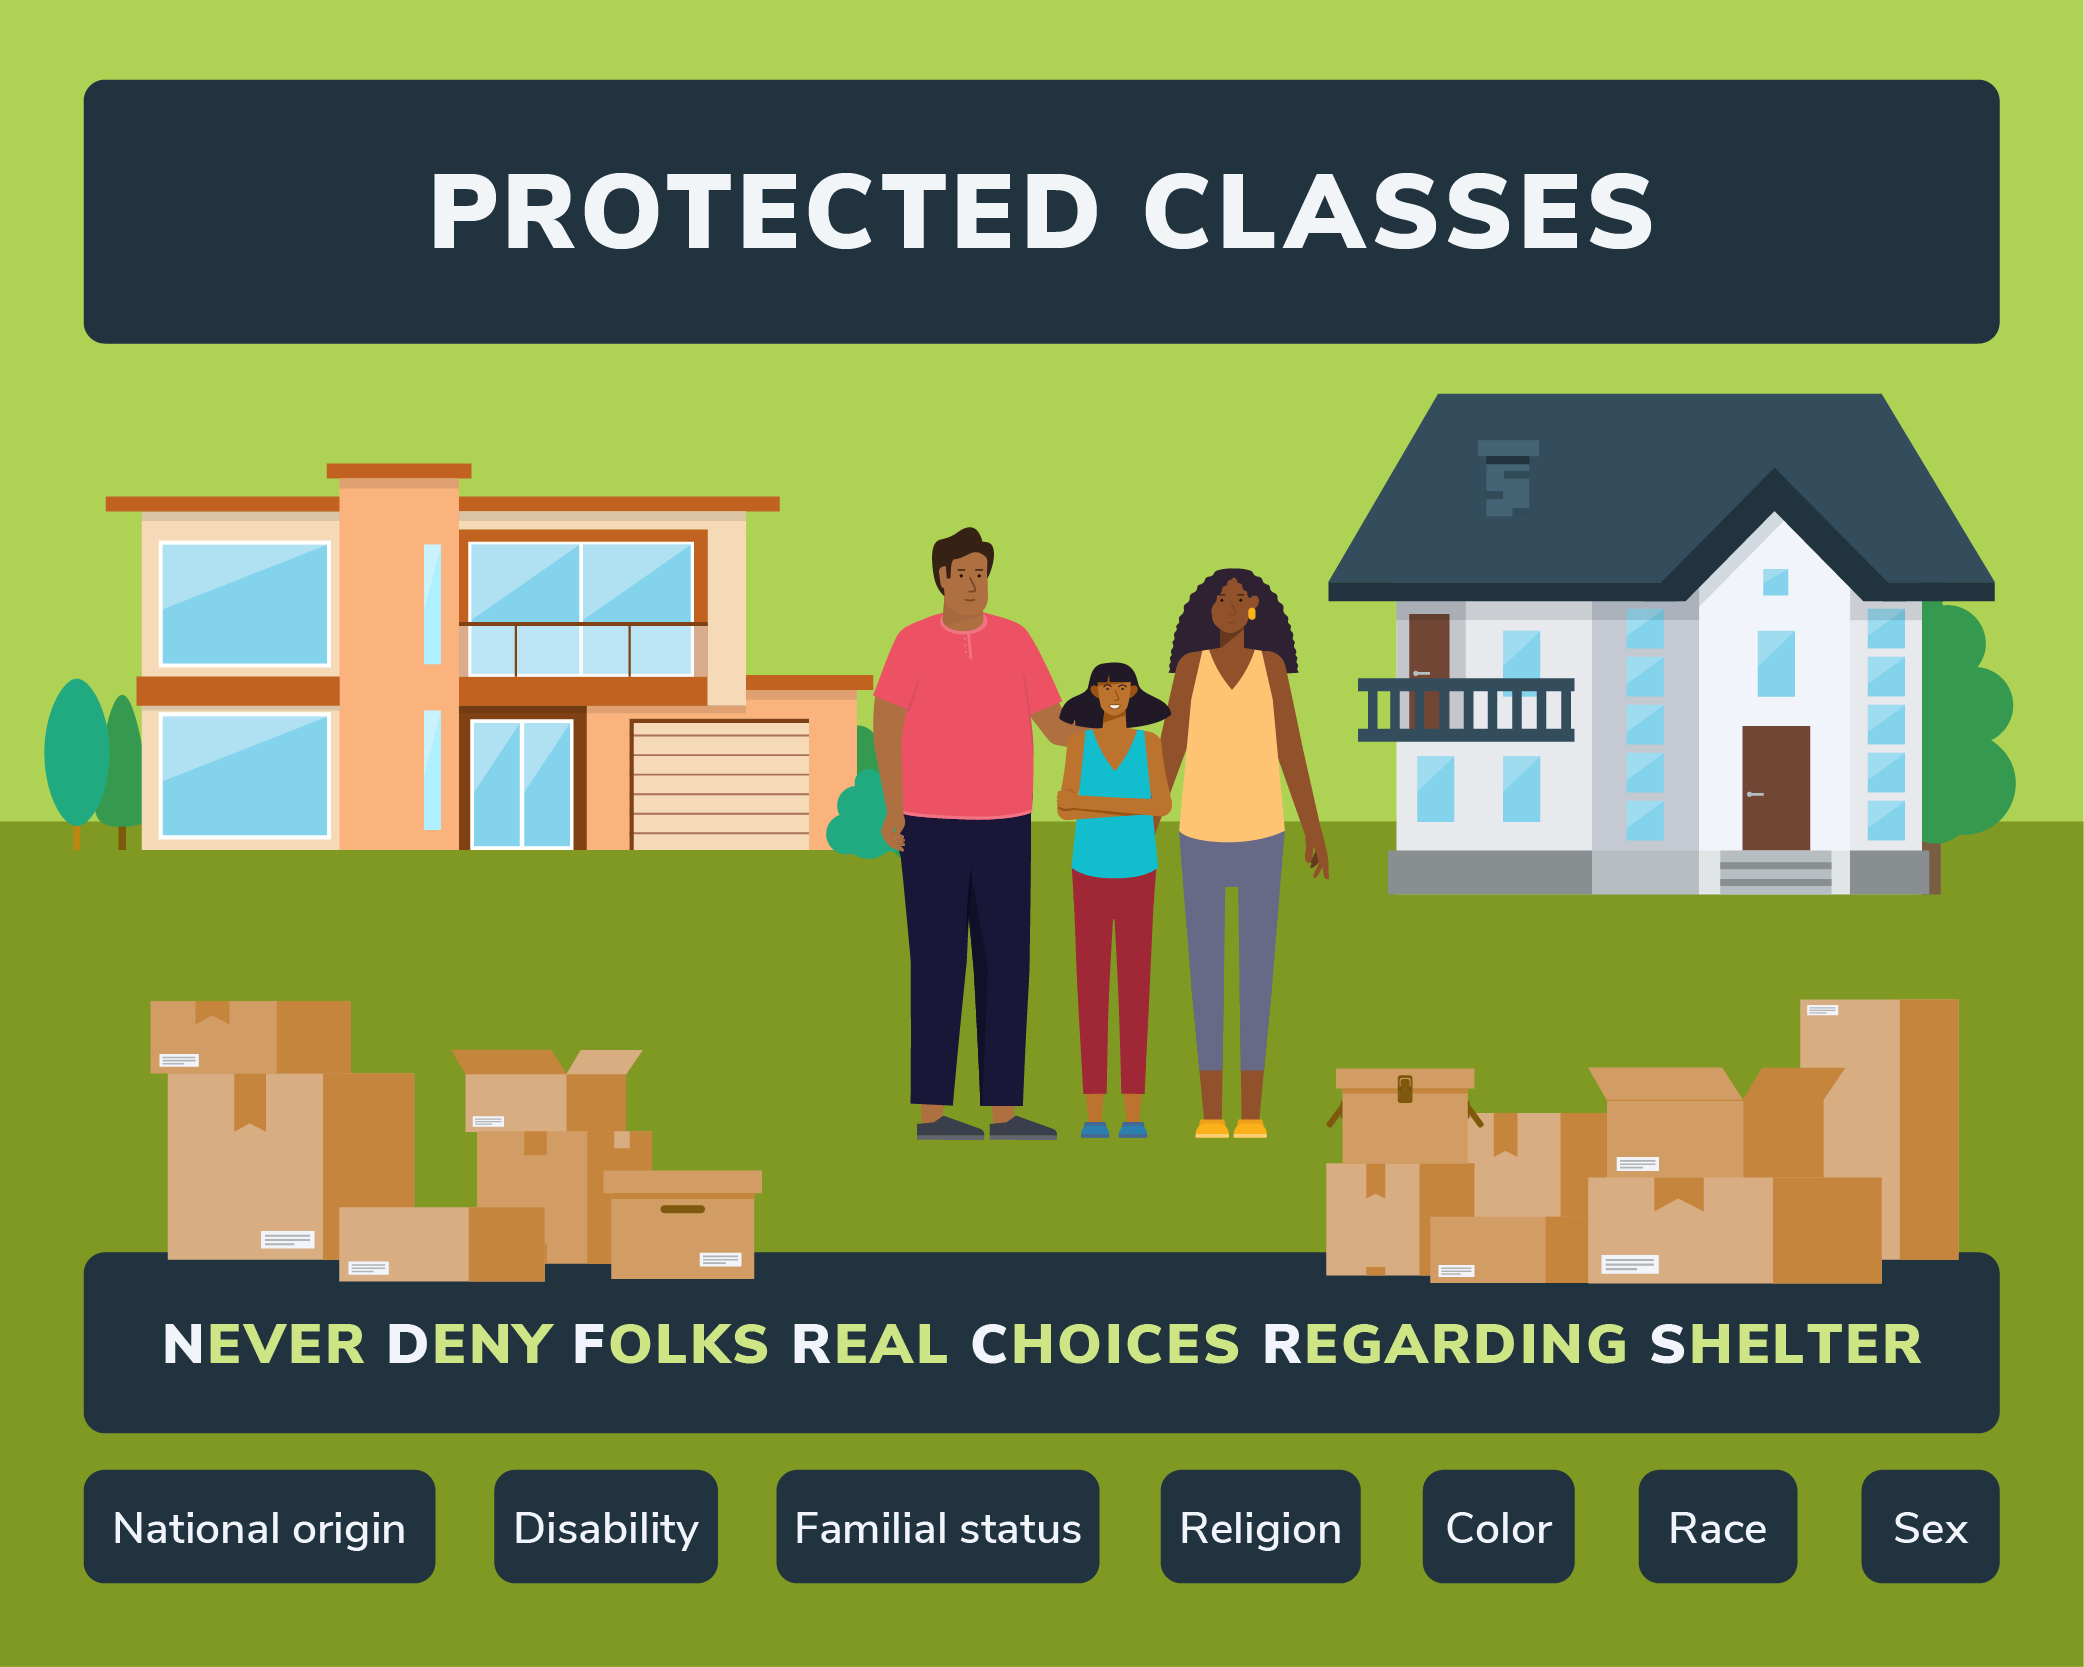 PROTECTED CLASSES
NEVER DENY FOLKS REAL CHOICES REGARDING SHELTER
National origin
Disability
Familial status
Religion
Color
Race
Sex